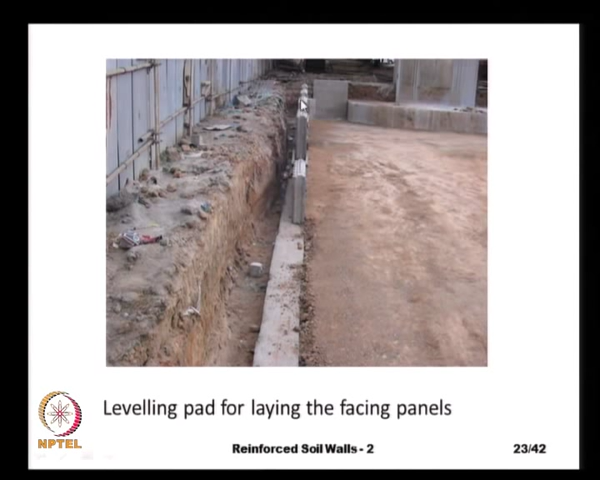 Levelling pad for laying the facing panels
NPTEL
Reinforced Soil Walls - 2
23/42